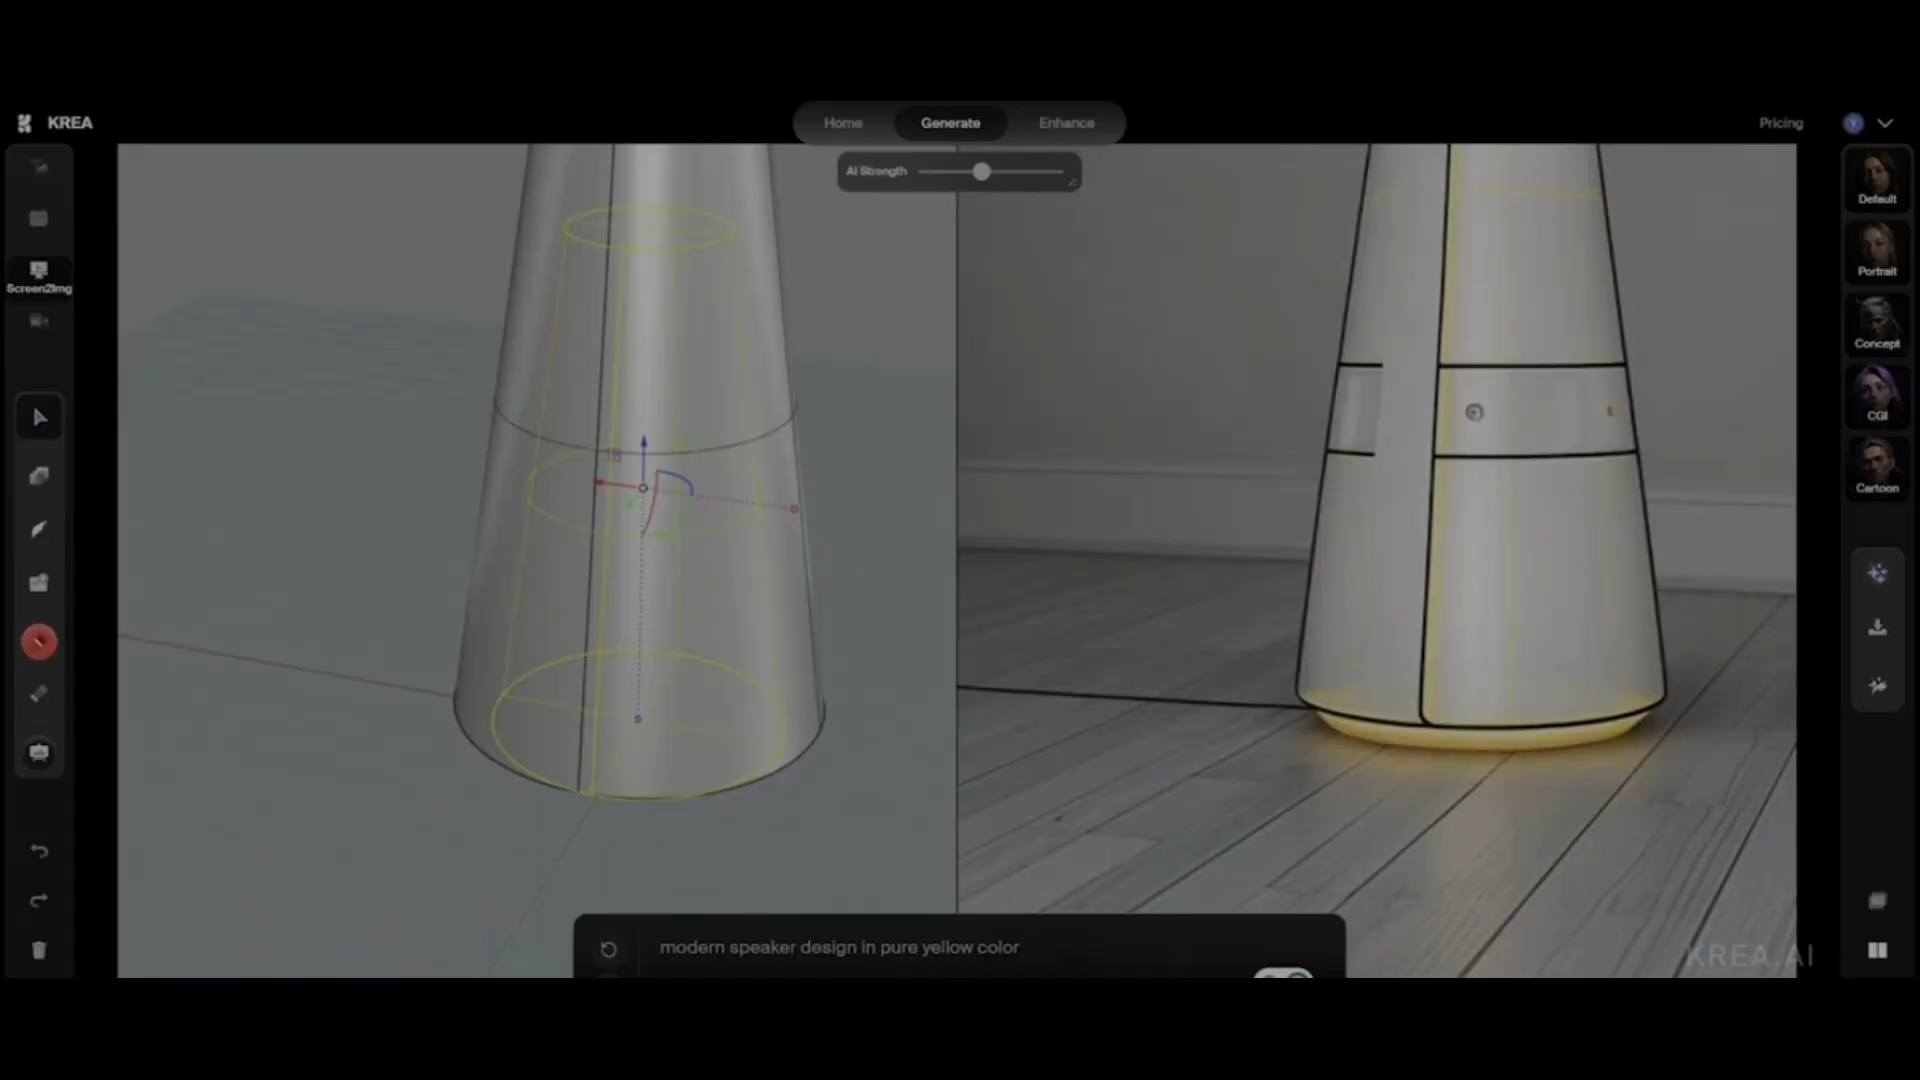 KREA
Home
Generate
Enhance
Pricing
AI Strength
Screen2Img
Default
Portrait
Concept
CGI
Cartoon
modern speaker design in pure yellow color
KREA.AI